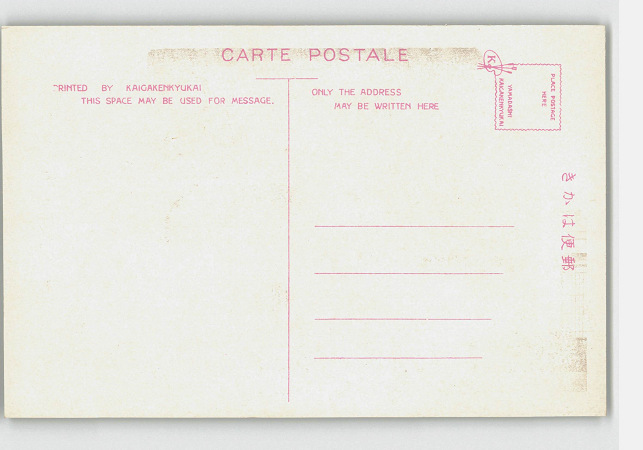 CARTE POSTALE
PRINTED BY KAIGAKENKYUKAI
THIS SPACE MAY BE USED FOR MESSAGE.
ONLY THE ADDRESS
MAY BE WRITTEN HERE
K
PLACE POSTAGE
HERE
YAMADASHI
KAIGAKENKYUKAI
きかは便郵